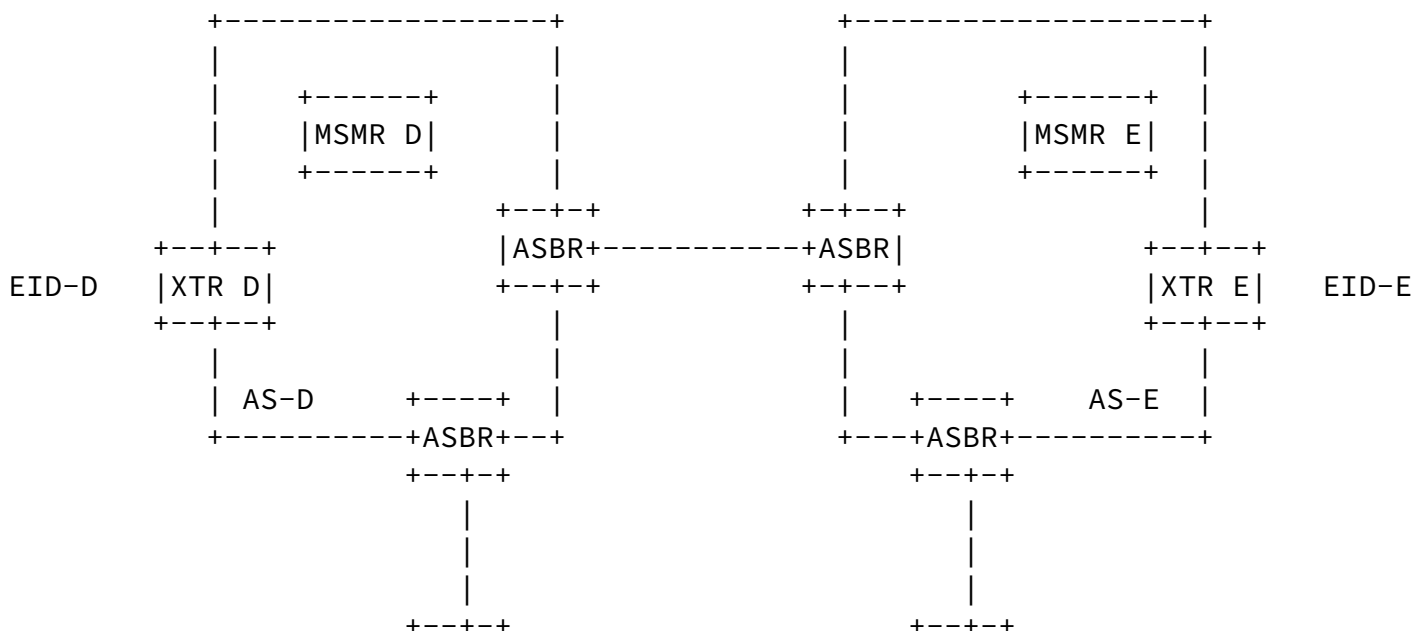 MSMR D MSMR E
ASBR ASBR
EID-D XTR D XTR E EID-E
AS-D AS-E
ASBR ASBR